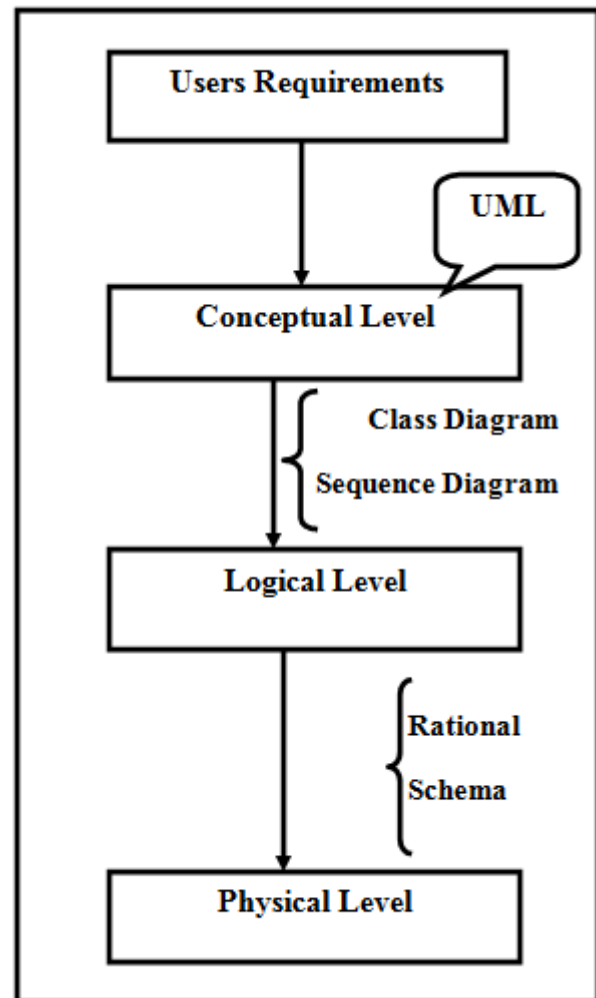 Users Requirements
UML
Conceptual Level
Class Diagram
Sequence Diagram
Logical Level
Rational
Schema
Physical Level